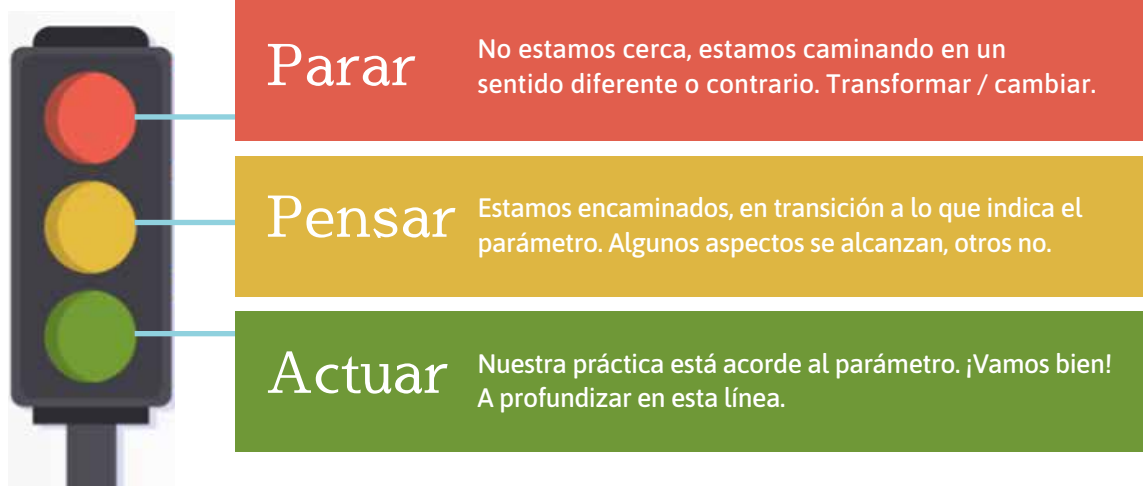 Parar
No estamos cerca, estamos caminando en un
sentido diferente o contrario. Transformar / cambiar.
Pensar
Estamos encaminados, en transición a lo que indica el
parámetro. Algunos aspectos se alcanzan, otros no.
Actuar
Nuestra práctica está acorde al parámetro. ¡Vamos bien!
A profundizar en esta línea.